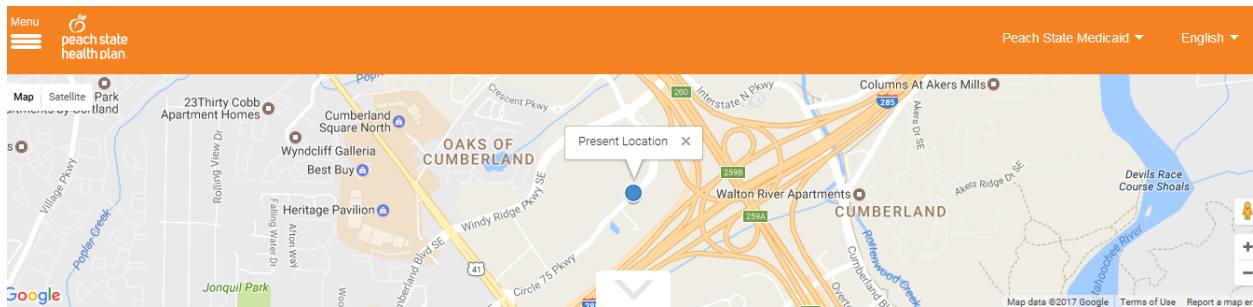 Menu
peach state
health plan.
Peach State Medicaid
English
Map
Satellite
Park
23Thirty Cobb
Apartment Homes
Cumberland
Square North
Wyndcliff Galleria
Best Buy
Heritage Pavilion
OAKS OF
CUMBERLAND
Crescent Pkwy
Interstate N Pkwy
260
Columns At Akers Mills
285
Akers Dr SE
Present Location
259B
Walton River Apartments
259A
CUMBERLAND
Akers Ridge Dr SE
Devils Race
Course Shoals
Village Pkwy
Rolling View Dr
Falling Water Dr
Afton Way
Poplar Creek
Windy Ridge Pkwy SE
41
Circle 75 Pkwy
Rottenwood Creek
Jonquil Park
Google
Map data ©2017 Google
Terms of Use
Report a map